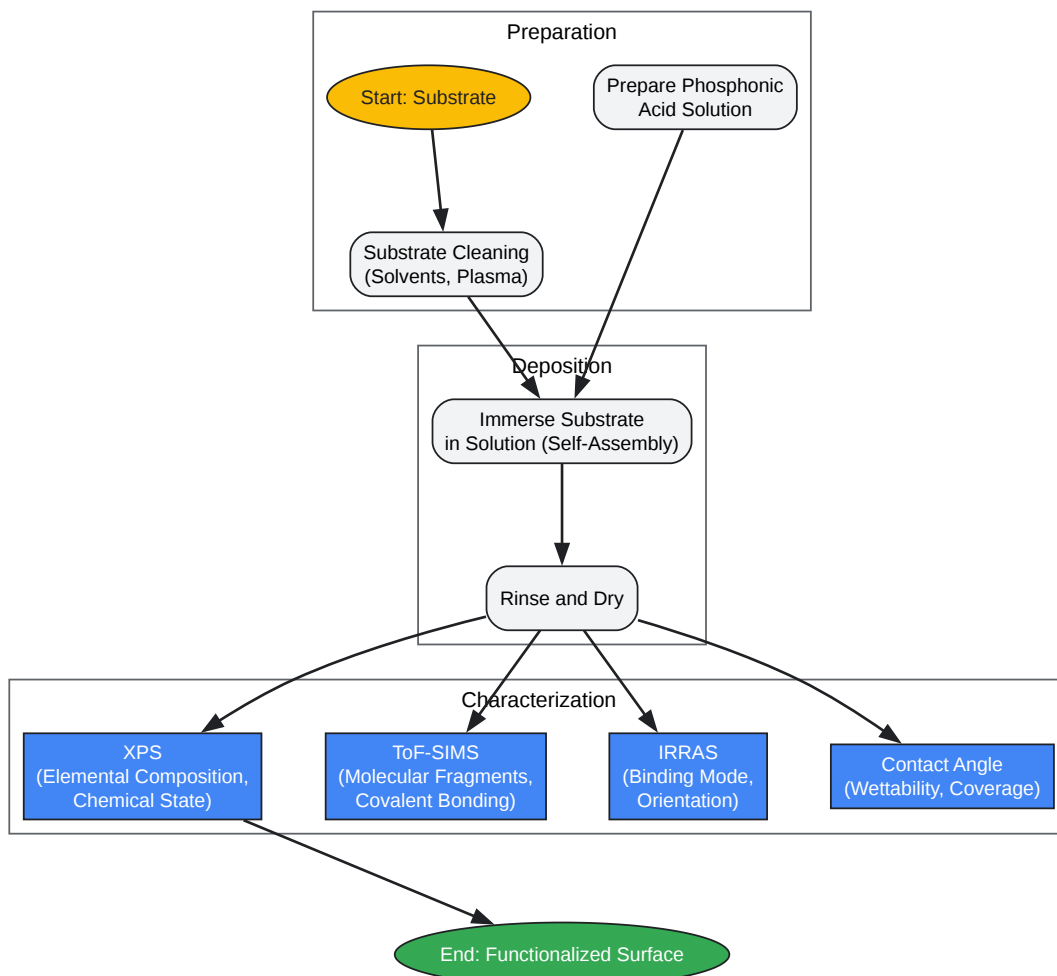 Preparation
Start: Substrate
Prepare Phosphonic
Acid Solution
Substrate Cleaning
(Solvents, Plasma)
Deposition
Immerse Substrate
in Solution (Self-Assembly)
Rinse and Dry
Characterization
XPS
(Elemental Composition,
Chemical State)
ToF-SIMS
(Molecular Fragments,
Covalent Bonding)
IRRAS
(Binding Mode,
Orientation)
Contact Angle
(Wettability, Coverage)
End: Functionalized Surface